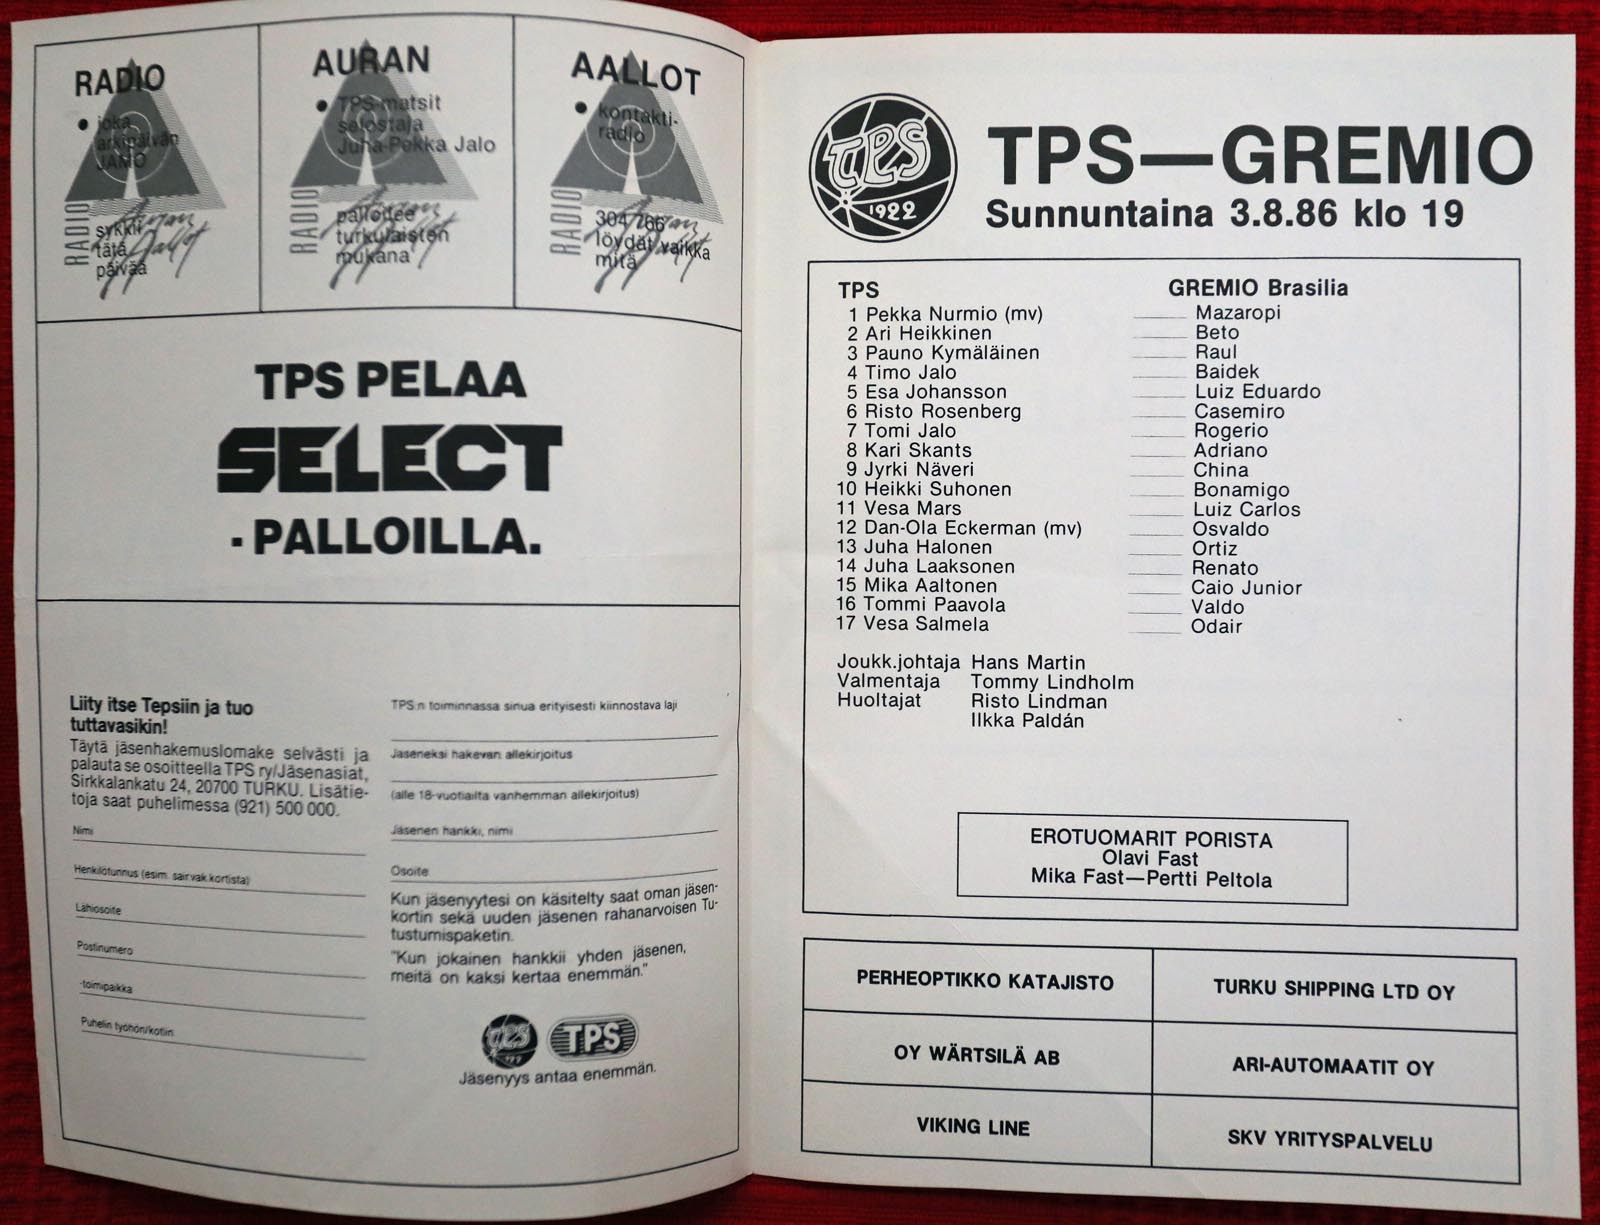 RADIO
• joka
arkipäivän
JAMO
RADIO
sykkii
tätä
päivää
AURAN
• TPS-matsit
selostaja
Juha-Pekka Jalo
RADIO
palloilee
turkulaisten
mukana
AALLOT
• kontakti-
radio
RADIO
304 766
löydät vaikka
mitä
TPS PELAA
SELECT
-PALLOILLA.
Liity itse Tepsiin ja tuo
tuttavasikin!
Täytä jäsenhakemuslomake selvästi ja
palauta se osoitteella TPS ry/Jäsenasiat,
Sirkkalankatu 24, 20700 TURKU. Lisätie-
toja saat puhelimessa (921) 500 000.
Nimi
Henkilötunnus (esim. sair.vak.kortista)
Lähiosoite
Postinumero
-toimipaikka
Puhelin työhön/kotiin
TPS:n toiminnassa sinua erityisesti kiinnostava laji
Jäseneksi hakevan allekirjoitus
(alle 18-vuotiailta vanhemman allekirjoitus)
Jäsenen hankki, nimi
Osoite
Kun jäsenyytesi on käsitelty saat oman jäsen-
kortin sekä uuden jäsenen rahanarvoisen Tu-
tustumispaketin.
"Kun jokainen hankkii yhden jäsenen,
meitä on kaksi kertaa enemmän."
TPS
TPS
Jäsenyys antaa enemmän.
TPS
1922
TPS—GREMIO
Sunnuntaina 3.8.86 klo 19
TPS GREMIO Brasilia
1 Pekka Nurmio (mv) Mazaropi
2 Ari Heikkinen Beto
3 Pauno Kymäläinen Raul
4 Timo Jalo Baidek
5 Esa Johansson Luiz Eduardo
6 Risto Rosenberg Casemiro
7 Tomi Jalo Rogerio
8 Kari Skants Adriano
9 Jyrki Näveri China
10 Heikki Suhonen Bonamigo
11 Vesa Mars Luiz Carlos
12 Dan-Ola Eckerman (mv) Osvaldo
13 Juha Halonen Ortiz
14 Juha Laaksonen Renato
15 Mika Aaltonen Caio Junior
16 Tommi Paavola Valdo
17 Vesa Salmela Odair
Joukk.johtaja Hans Martin
Valmentaja Tommy Lindholm
Huoltajat Risto Lindman
Ilkka Paldán
EROTUOMARIT PORISTA
Olavi Fast
Mika Fast—Pertti Peltola
PERHEOPTIKKO KATAJISTO
TURKU SHIPPING LTD OY
OY WÄRTSILÄ AB
ARI-AUTOMAATIT OY
VIKING LINE
SKV YRITYSPALVELU